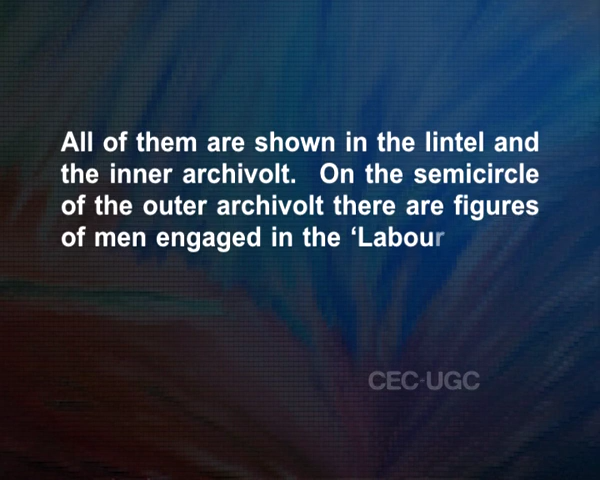 All of them are shown in the lintel and
the inner archivolt. On the semicircle
of the outer archivolt there are figures
of men engaged in the ‘Labour
CEC-UGC